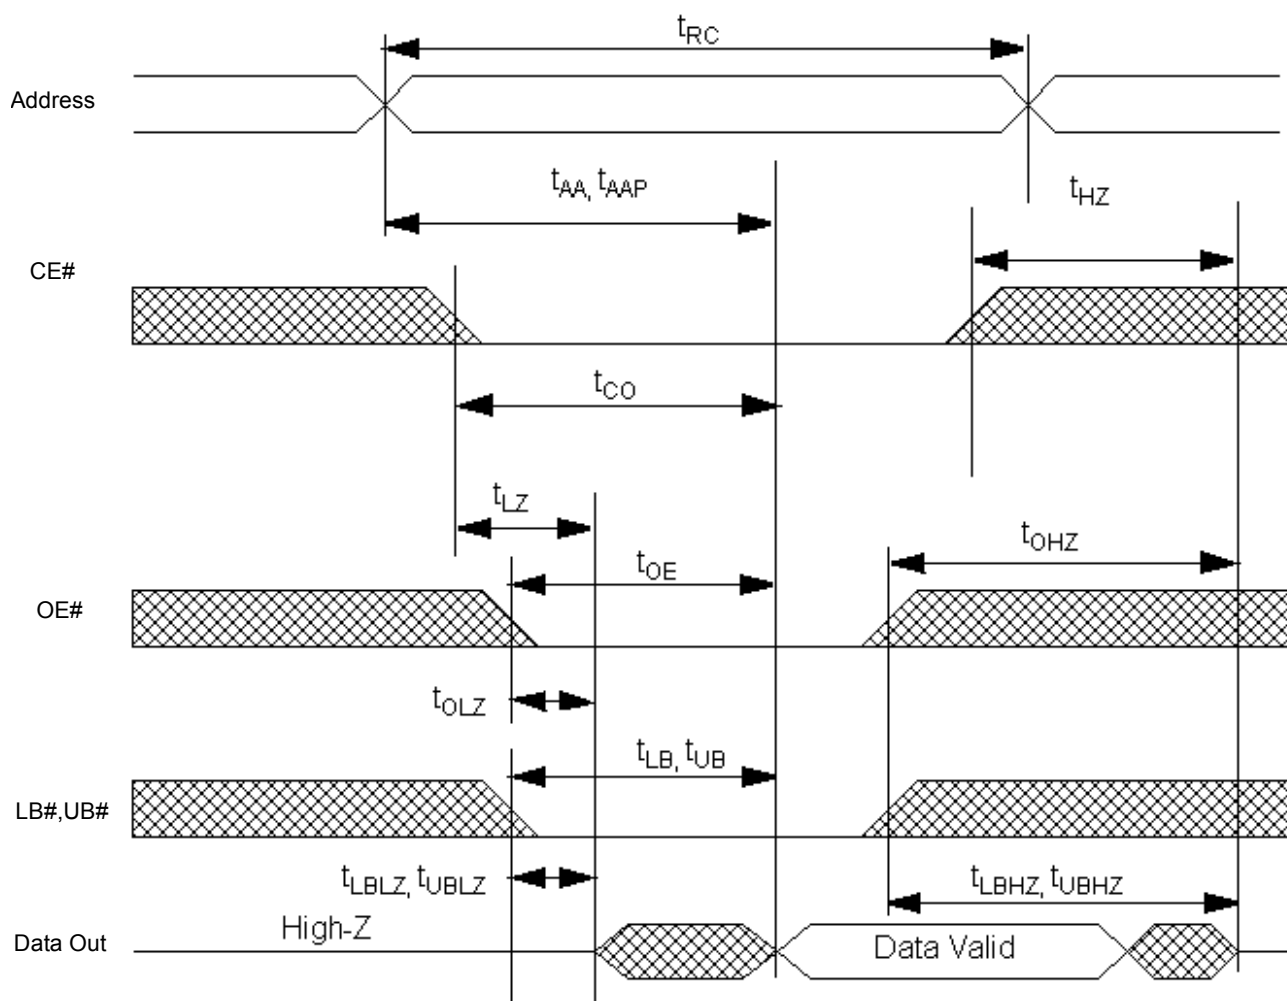 tRC
Address
tAA, tAAP
tHZ
CE#
tCO
tLZ
tOHZ
tOE
OE#
tOLZ
tLB, tUB
LB#,UB#
tLBLZ, tUBLZ
tLBHZ, tUBHZ
High-Z
Data Out
Data Valid